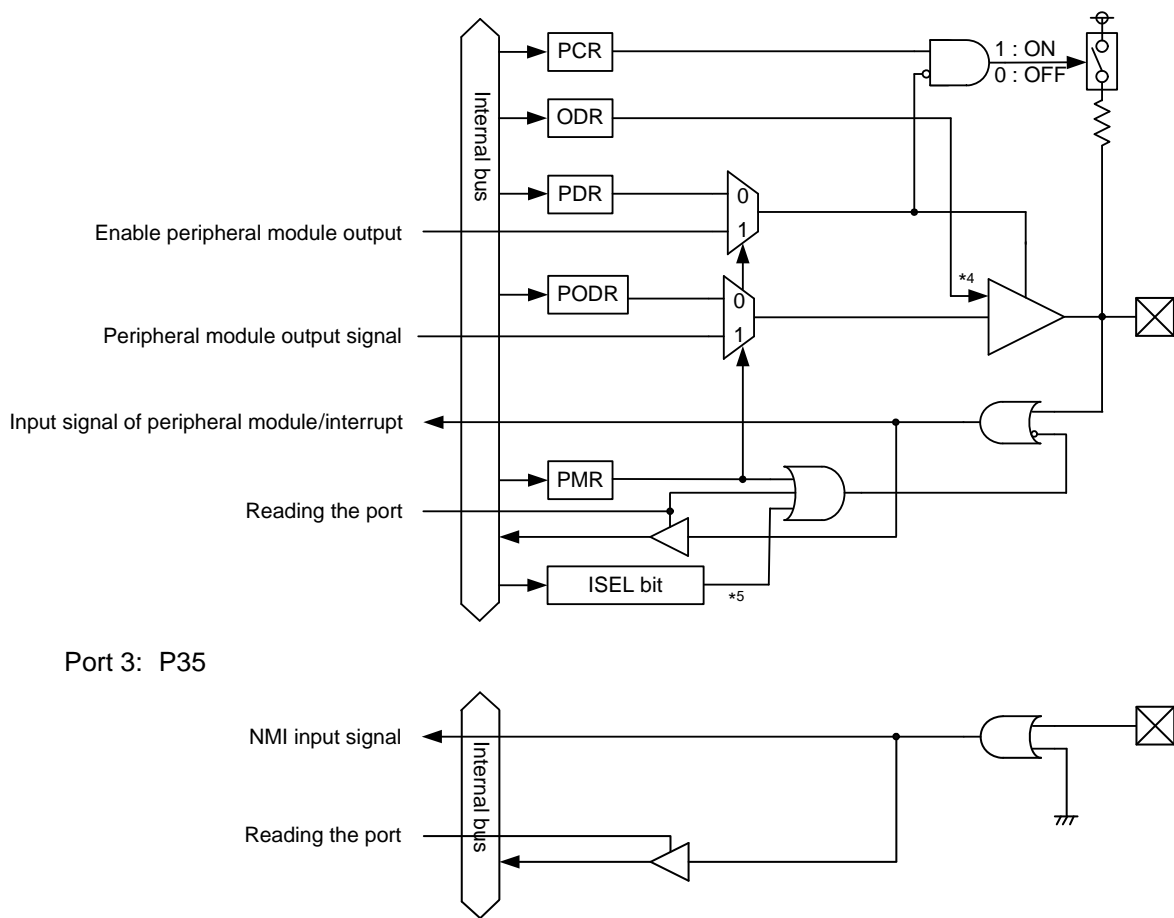 PCR
1 : ON
0 : OFF
Internal bus
ODR
PDR
0
Enable peripheral module output
1
*4
PODR
0
Peripheral module output signal
1
Input signal of peripheral module/interrupt
PMR
Reading the port
ISEL bit
*5
Port 3: P35
NMI input signal
Internal bus
Reading the port